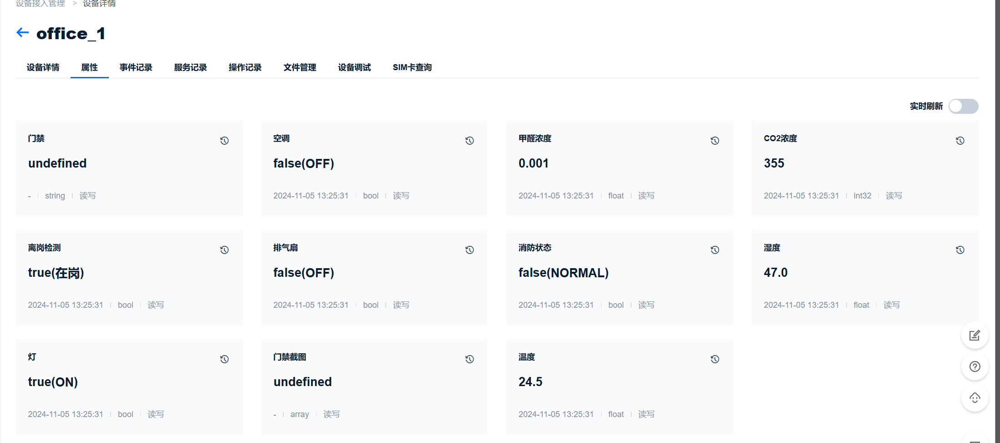 设备接入管理 > 设备详情
office_1
设备详情 属性 事件记录 服务记录 操作记录 文件管理 设备调试 SIM卡查询
实时刷新
门禁
undefined
- string 读写
空调
false(OFF)
2024-11-05 13:25:31 bool 读写
甲醛浓度
0.001
2024-11-05 13:25:31 float 读写
CO2浓度
355
2024-11-05 13:25:31 int32 读写
离岗检测
true(在岗)
2024-11-05 13:25:31 bool 读写
排气扇
false(OFF)
2024-11-05 13:25:31 bool 读写
消防状态
false(NORMAL)
2024-11-05 13:25:31 bool 读写
湿度
47.0
2024-11-05 13:25:31 float 读写
灯
true(ON)
2024-11-05 13:25:31 bool 读写
门禁截图
undefined
- array 读写
温度
24.5
2024-11-05 13:25:31 float 读写